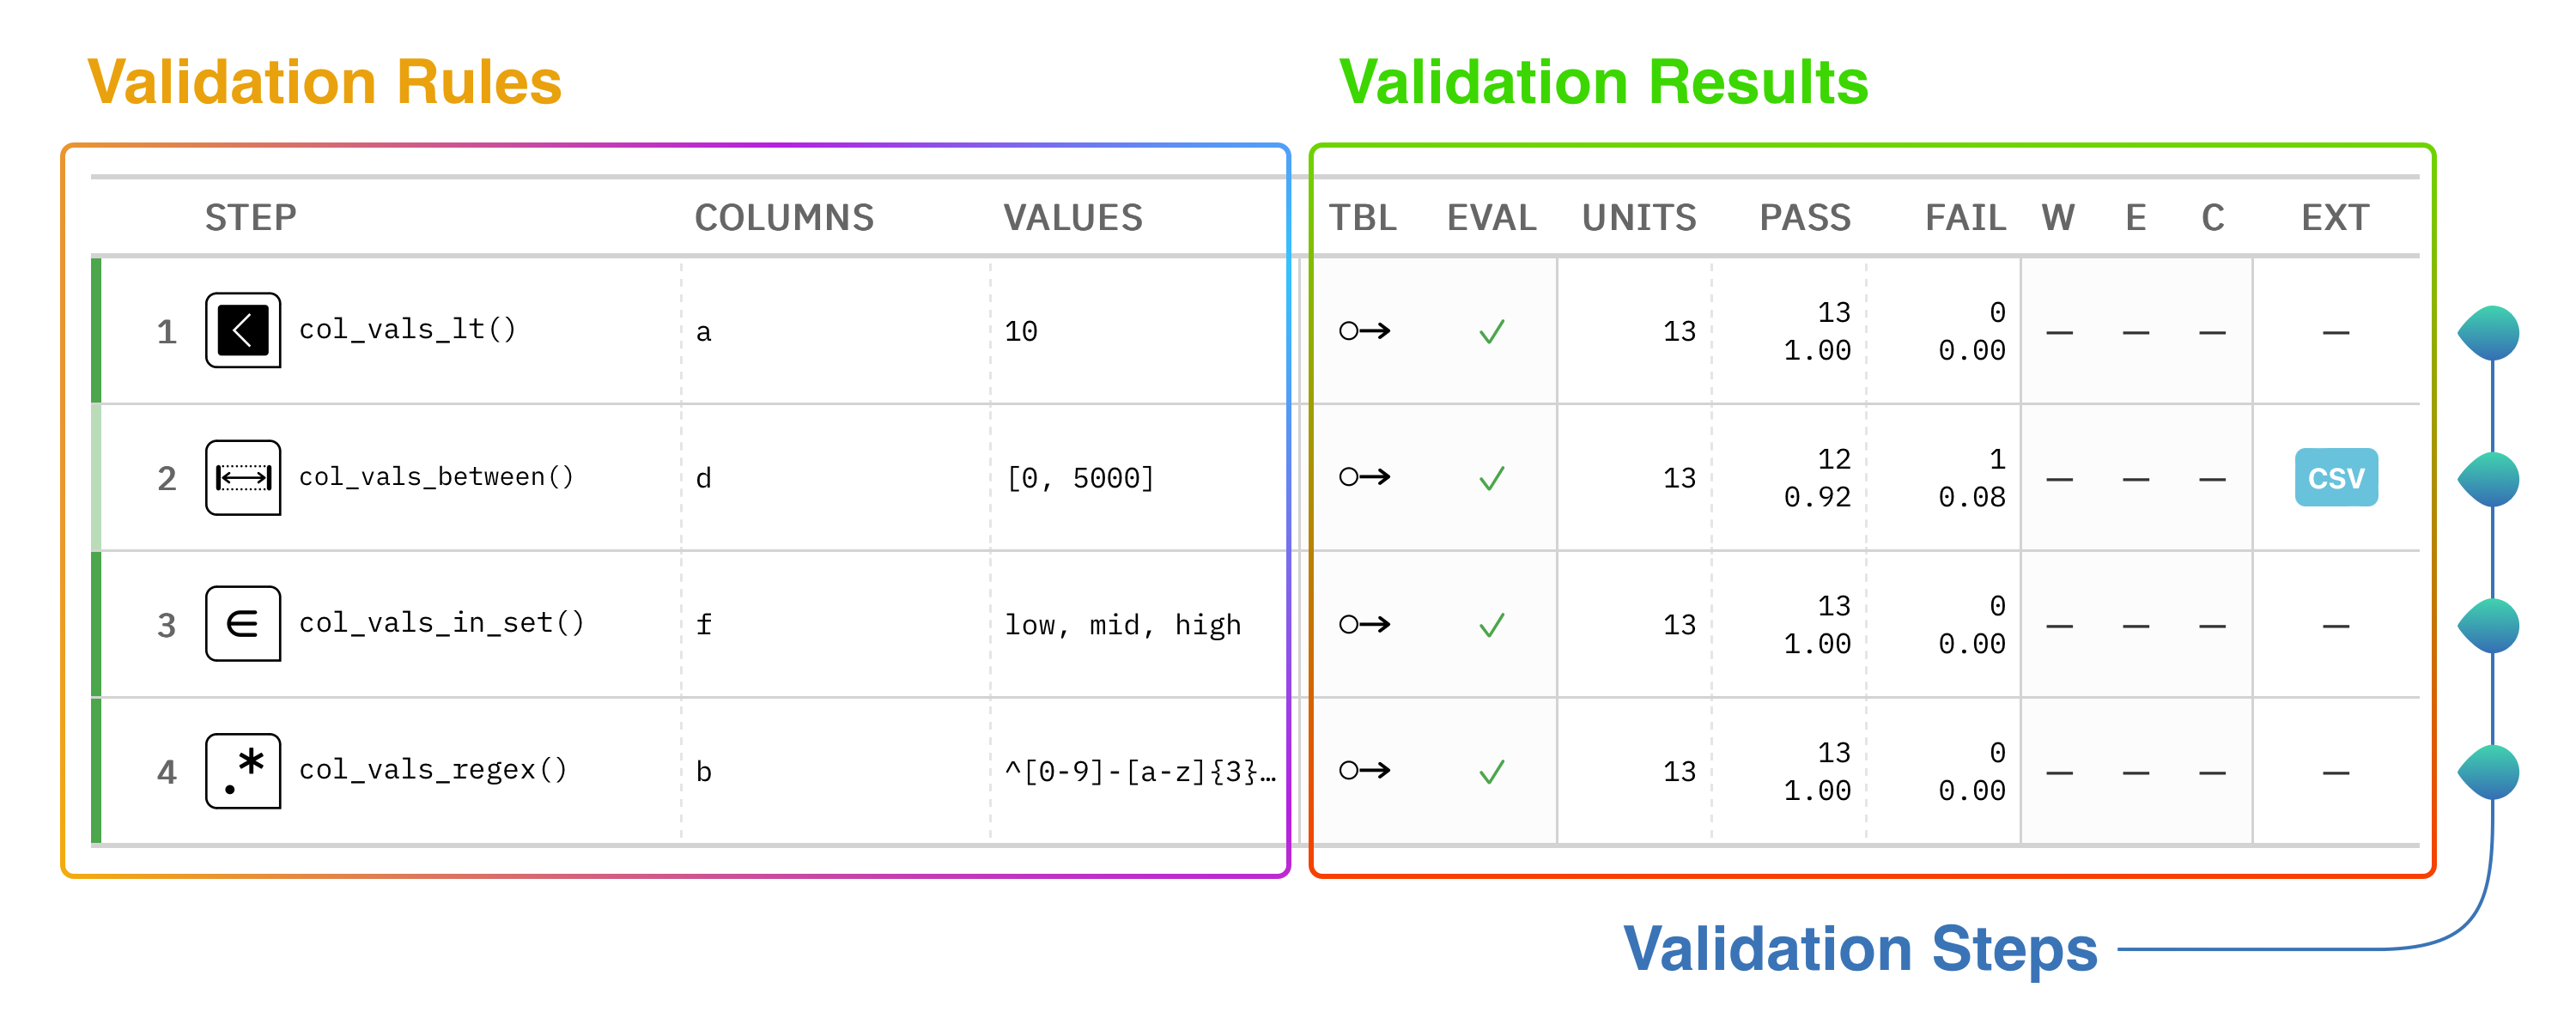 Validation Rules
Validation Results
STEP COLUMNS VALUES TBL EVAL UNITS PASS FAIL W E C EXT
1 col_vals_lt() a 10 ✓ 13 13 0 — — — —
1.00 0.00
2 col_vals_between() d [0, 5000] ✓ 13 12 1 — — — CSV
0.92 0.08
3 ∈ col_vals_in_set() f low, mid, high ✓ 13 13 0 — — — —
1.00 0.00
4 .* col_vals_regex() b ^[0-9]-[a-z]{3}… ✓ 13 13 0 — — — —
1.00 0.00
Validation Steps